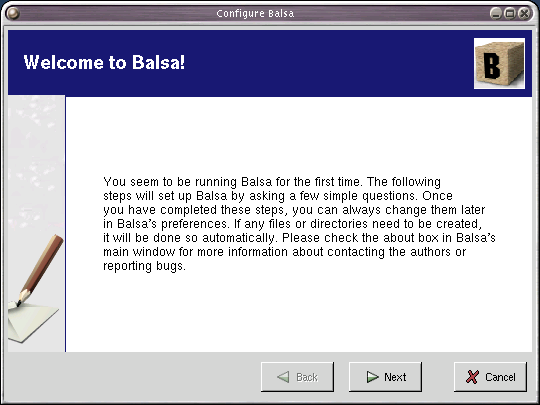 Configure Balsa
Welcome to Balsa!
B
You seem to be running Balsa for the first time. The following
steps will set up Balsa by asking a few simple questions. Once
you have completed these steps, you can always change them later
in Balsa's preferences. If any files or directories need to be created,
it will be done so automatically. Please check the about box in Balsa's
main window for more information about contacting the authors or
reporting bugs.
Back
Next
Cancel